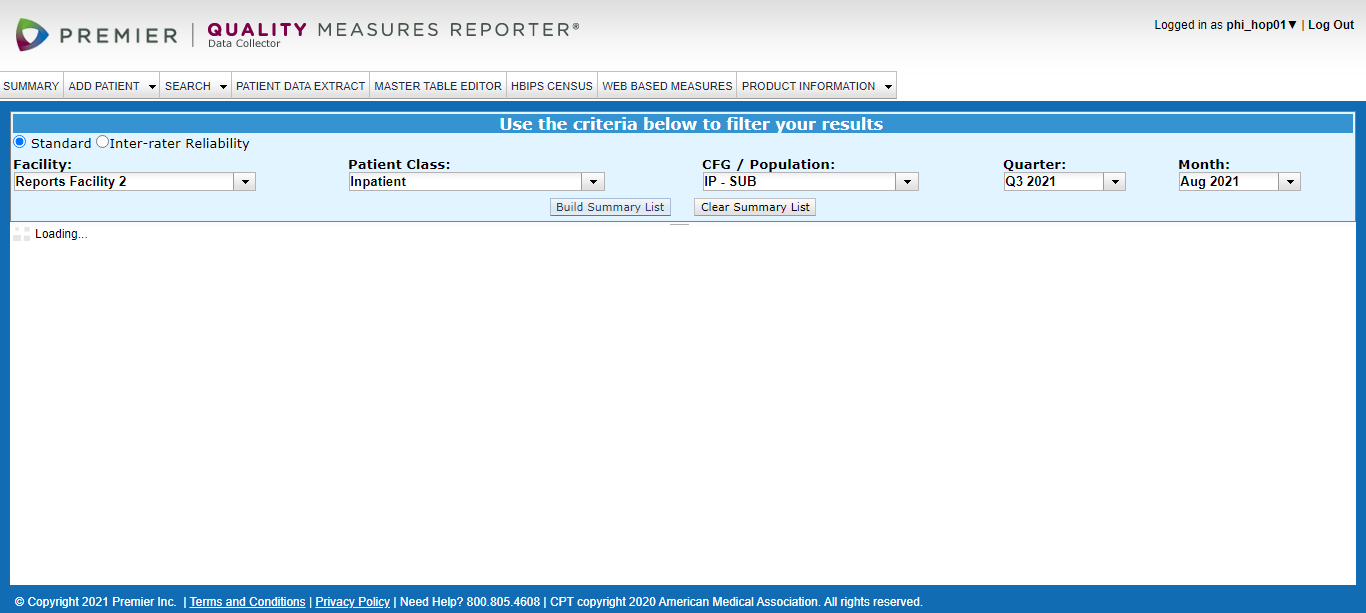 PREMIER | QUALITY MEASURES REPORTER®
Data Collector
Logged in as phi_hop01▼ | Log Out
SUMMARY ADD PATIENT SEARCH PATIENT DATA EXTRACT MASTER TABLE EDITOR HBIPS CENSUS WEB BASED MEASURES PRODUCT INFORMATION
Use the criteria below to filter your results
Standard Inter-rater Reliability
Facility: Patient Class: CFG / Population: Quarter: Month:
Reports Facility 2 Inpatient IP - SUB Q3 2021 Aug 2021
Build Summary List Clear Summary List
Loading...
© Copyright 2021 Premier Inc. | Terms and Conditions | Privacy Policy | Need Help? 800.805.4608 | CPT copyright 2020 American Medical Association. All rights reserved.